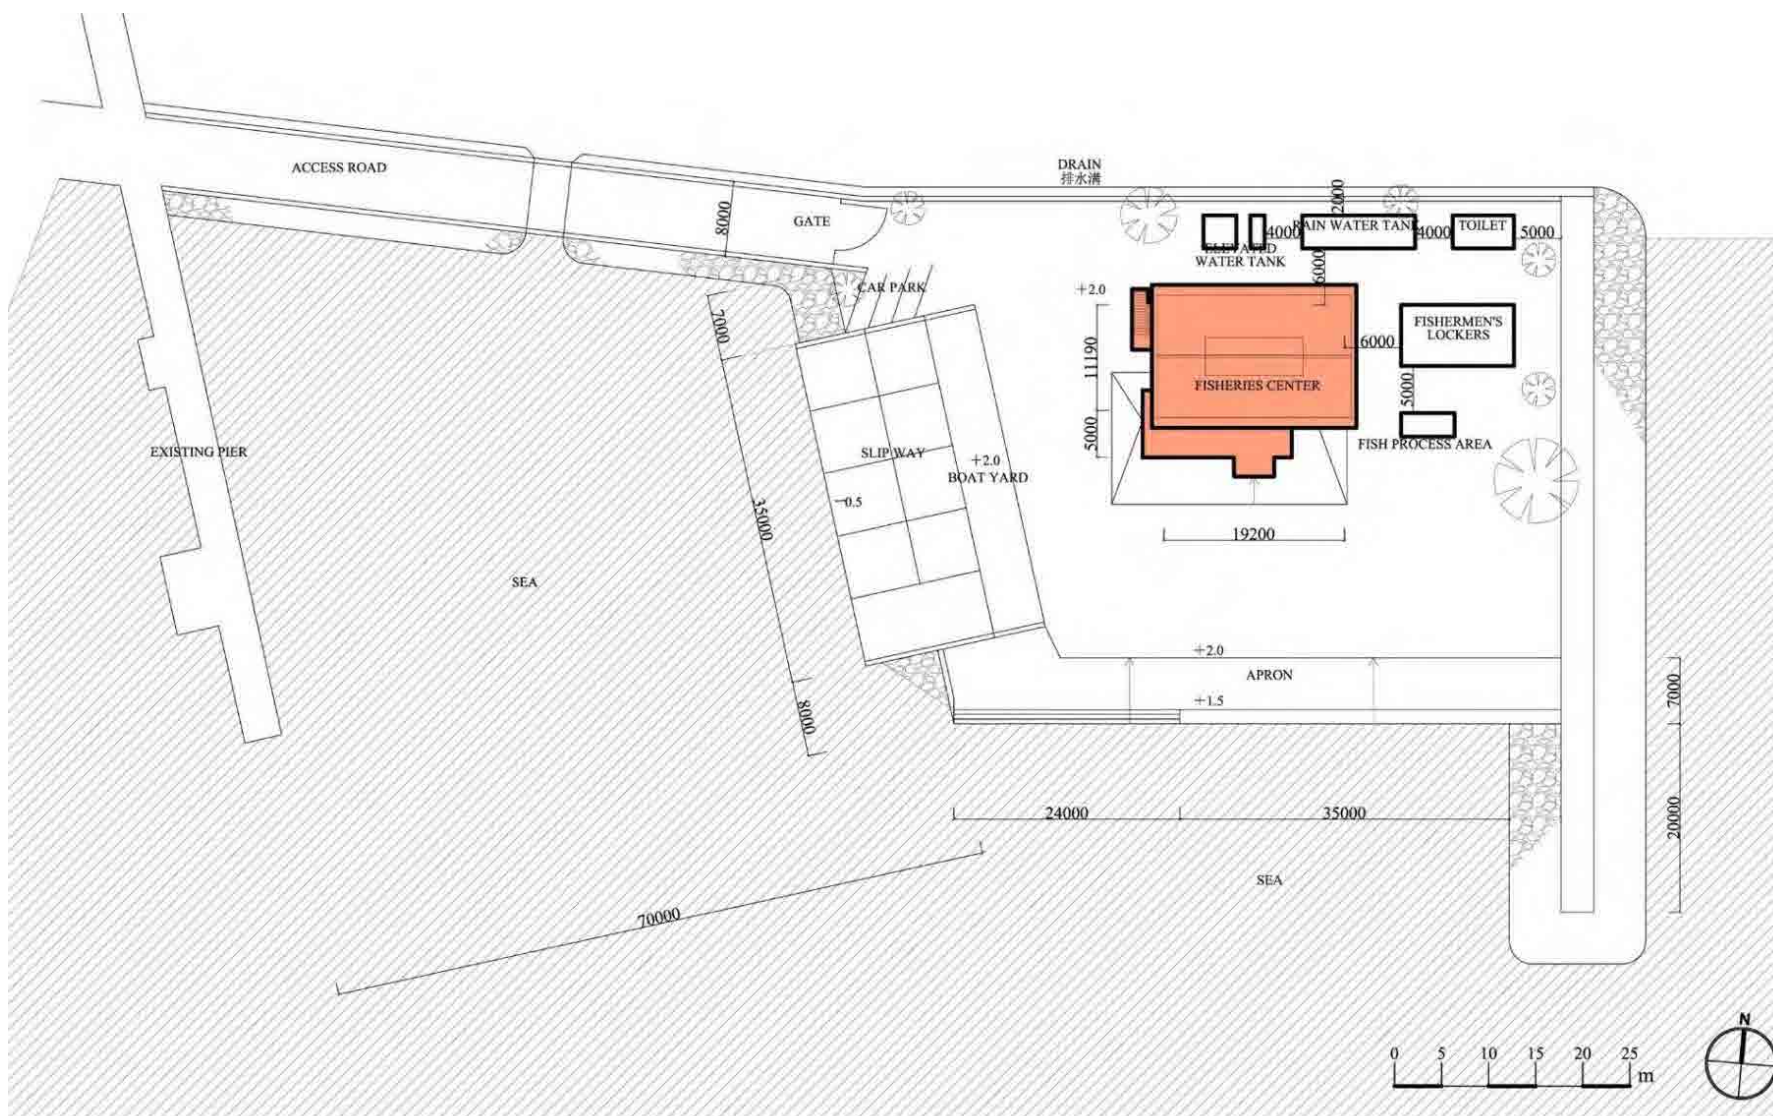 DRAIN
排水溝
ACCESS ROAD
GATE
8000
2000
4000
RAIN WATER TANK
4000
TOILET
5000
ELEVATED
WATER TANK
6000
CAR PARK
+2.0
7000
11190
FISHERMEN'S
LOCKERS
6000
FISHERIES CENTER
5000
5000
FISH PROCESS AREA
EXISTING PIER
SLIP WAY
+2.0
BOAT YARD
-0.5
35000
19200
SEA
+2.0
APRON
+1.5
7000
8000
24000
35000
20000
SEA
70000
N
0 5 10 15 20 25
m